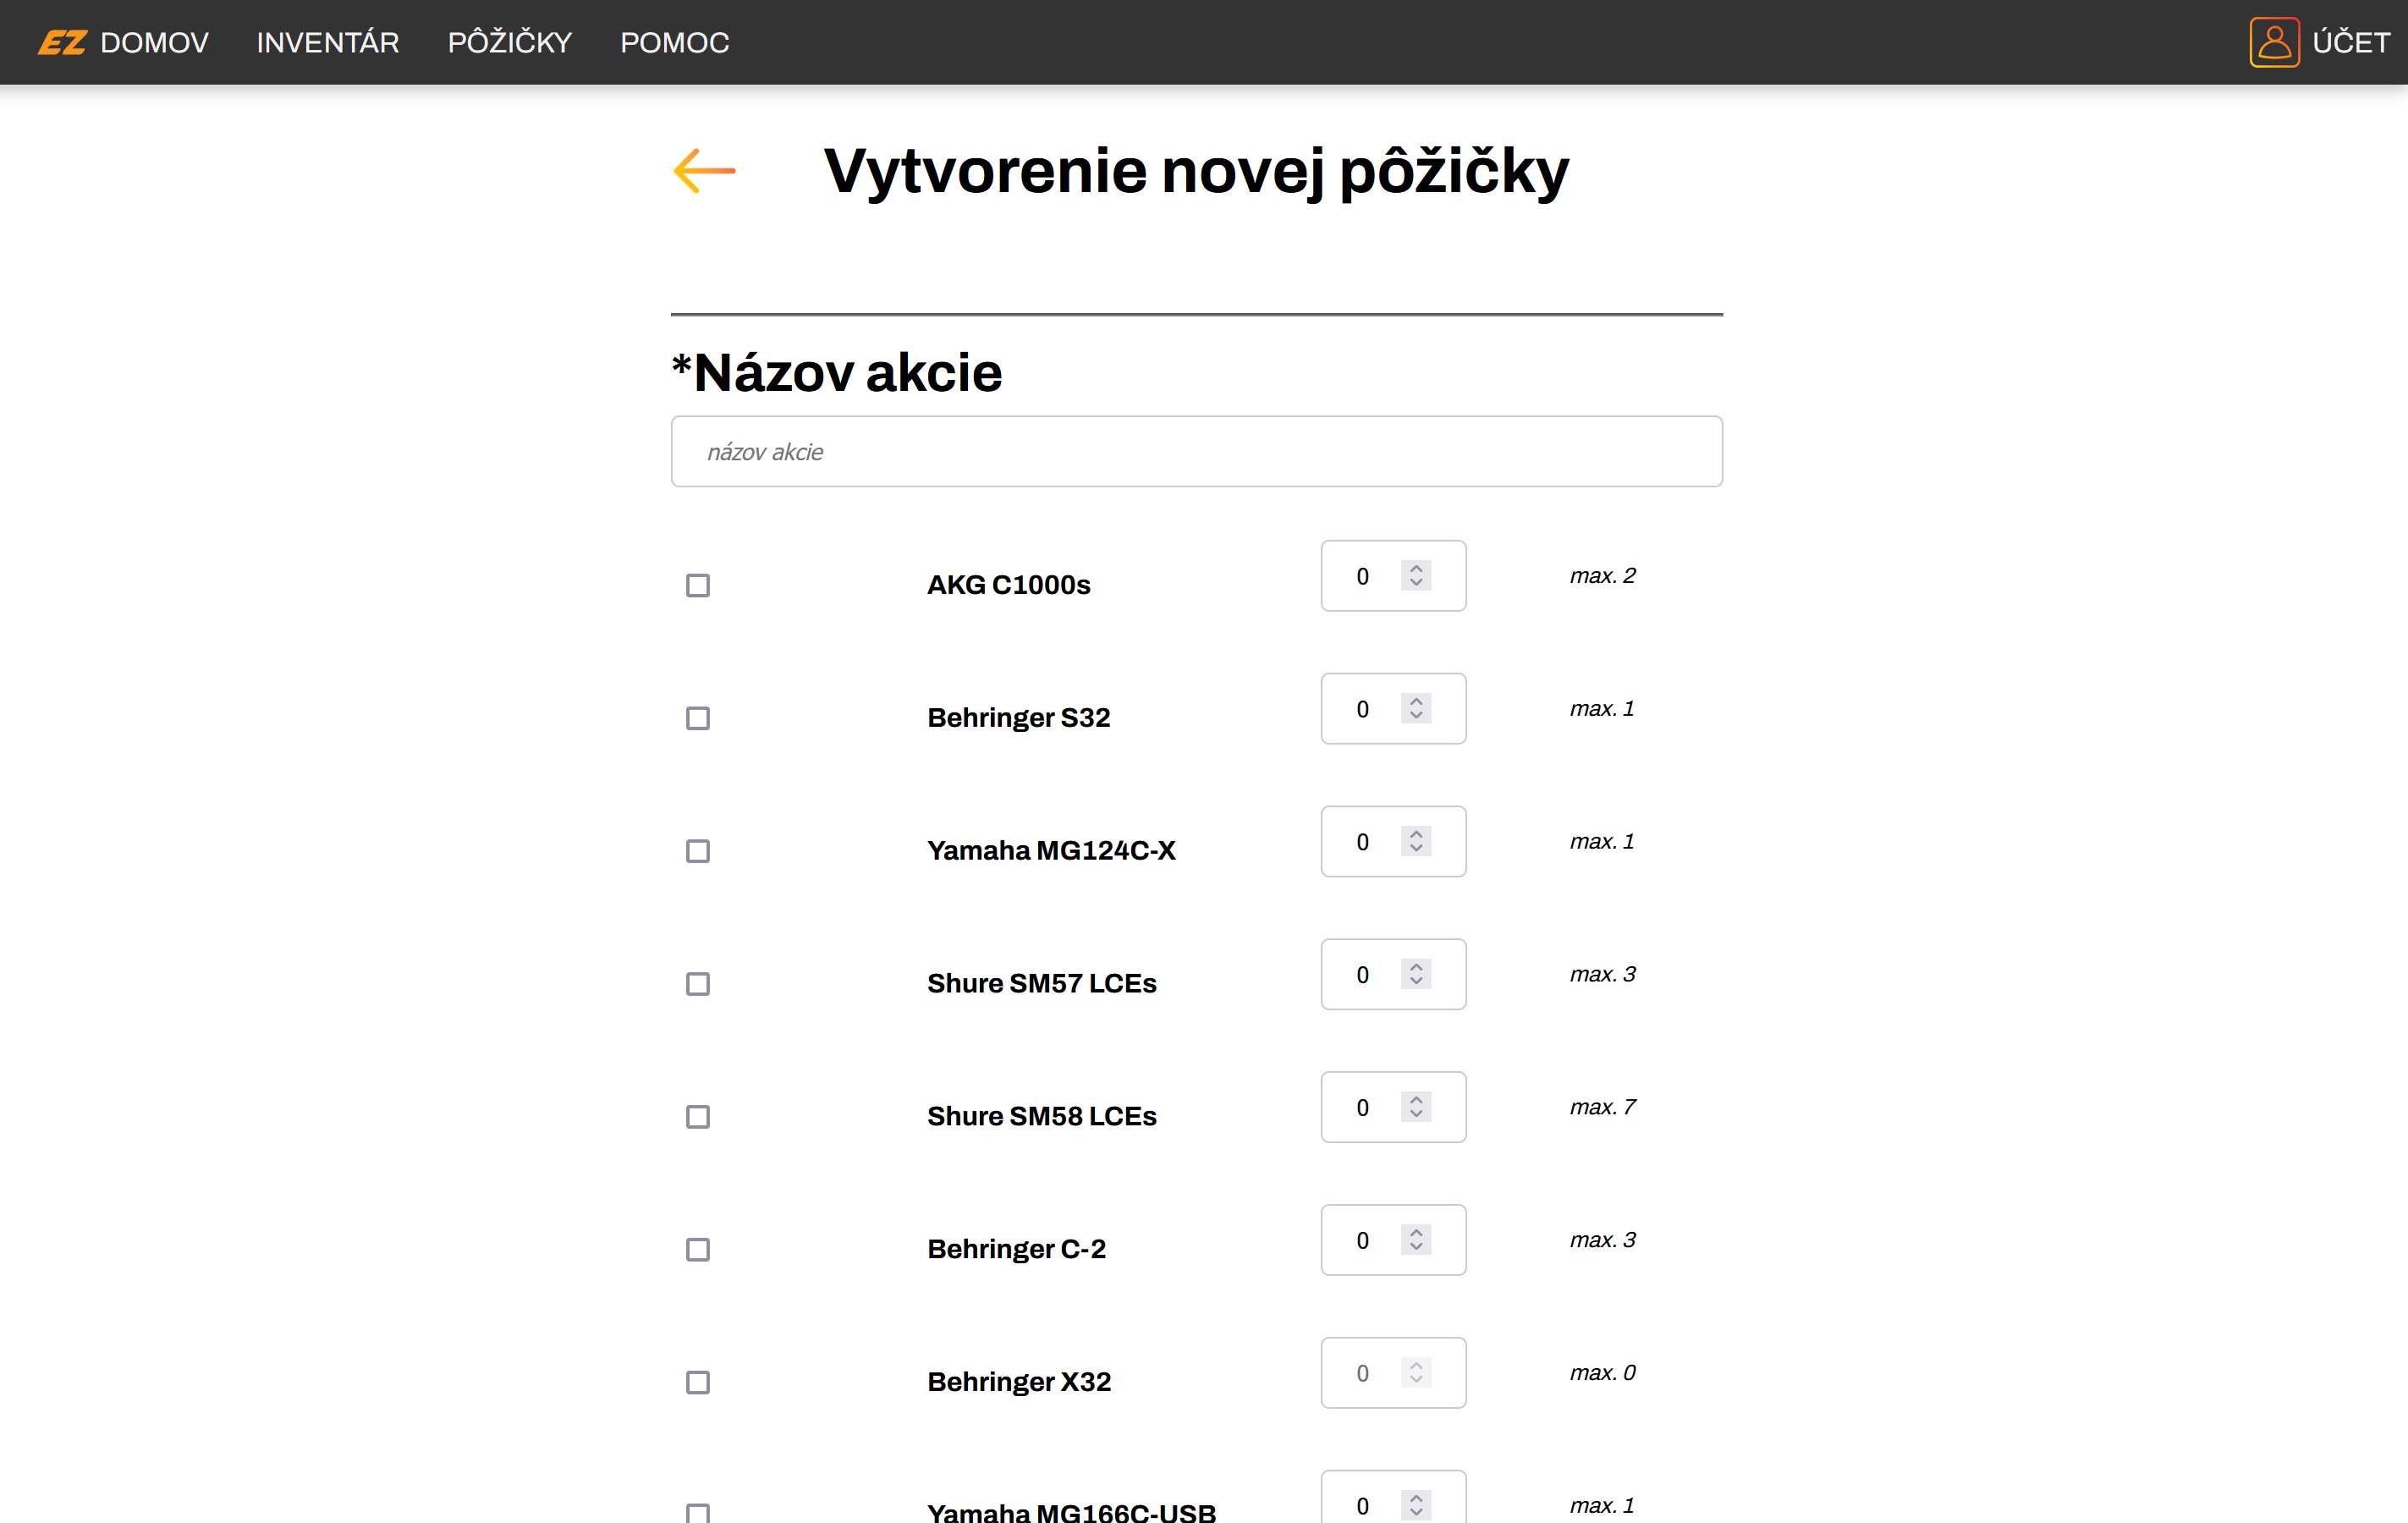 EZ DOMOV INVENTÁR PÔŽIČKY POMOC ÚČET
Vytvorenie novej pôžičky
*Názov akcie
názov akcie
AKG C1000s 0 max. 2
Behringer S32 0 max. 1
Yamaha MG124C-X 0 max. 1
Shure SM57 LCEs 0 max. 3
Shure SM58 LCEs 0 max. 7
Behringer C-2 0 max. 3
Behringer X32 0 max. 0
Yamaha MG166C-USB 0 max. 1